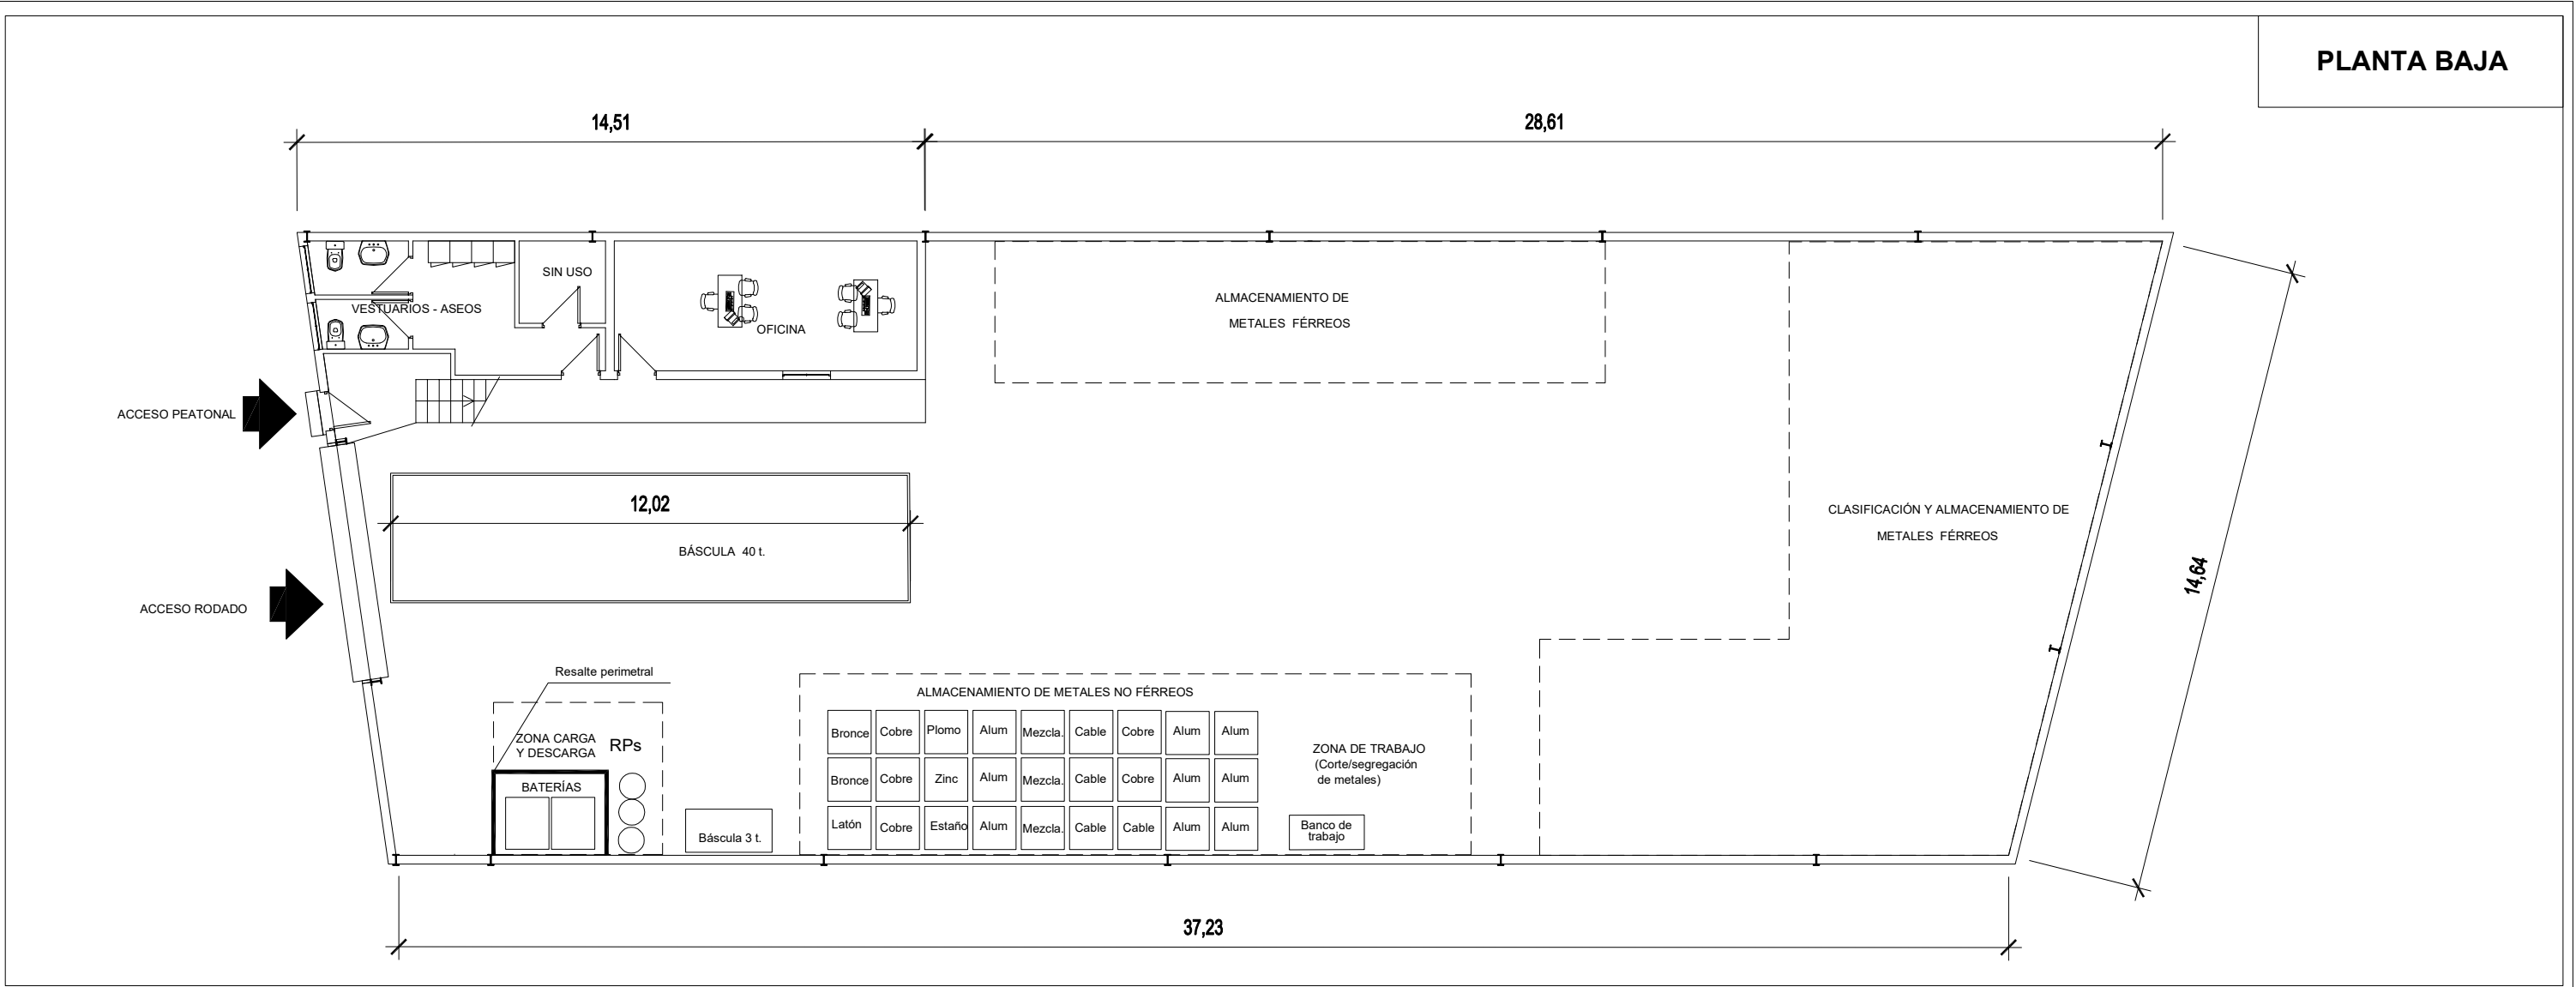 PLANTA BAJA
14,51
28,61
SIN USO
VESTUARIOS - ASEOS
OFICINA
ALMACENAMIENTO DE
METALES FÉRREOS
ACCESO PEATONAL
12,02
BÁSCULA 40 t.
CLASIFICACIÓN Y ALMACENAMIENTO DE
METALES FÉRREOS
14,64
ACCESO RODADO
Resalte perimetral
ZONA CARGA
Y DESCARGA
RPs
BATERÍAS
Báscula 3 t.
ALMACENAMIENTO DE METALES NO FÉRREOS
Bronce Cobre Plomo Alum Mezcla. Cable Cobre Alum Alum
Bronce Cobre Zinc Alum Mezcla. Cable Cobre Alum Alum
Latón Cobre Estaño Alum Mezcla. Cable Cable Alum Alum
ZONA DE TRABAJO
(Corte/segregación
de metales)
Banco de
trabajo
37,23